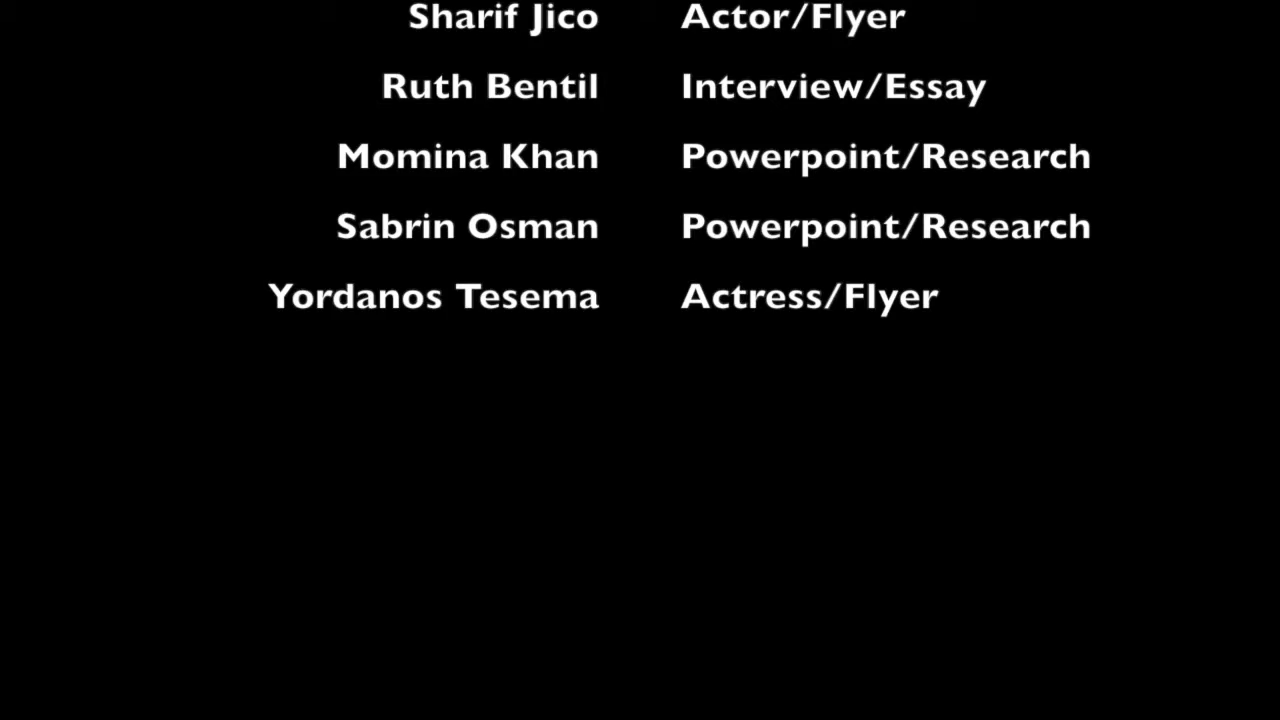 Sharif Jico Actor/Flyer
Ruth Bentil Interview/Essay
Momina Khan Powerpoint/Research
Sabrin Osman Powerpoint/Research
Yordanos Tesema Actress/Flyer